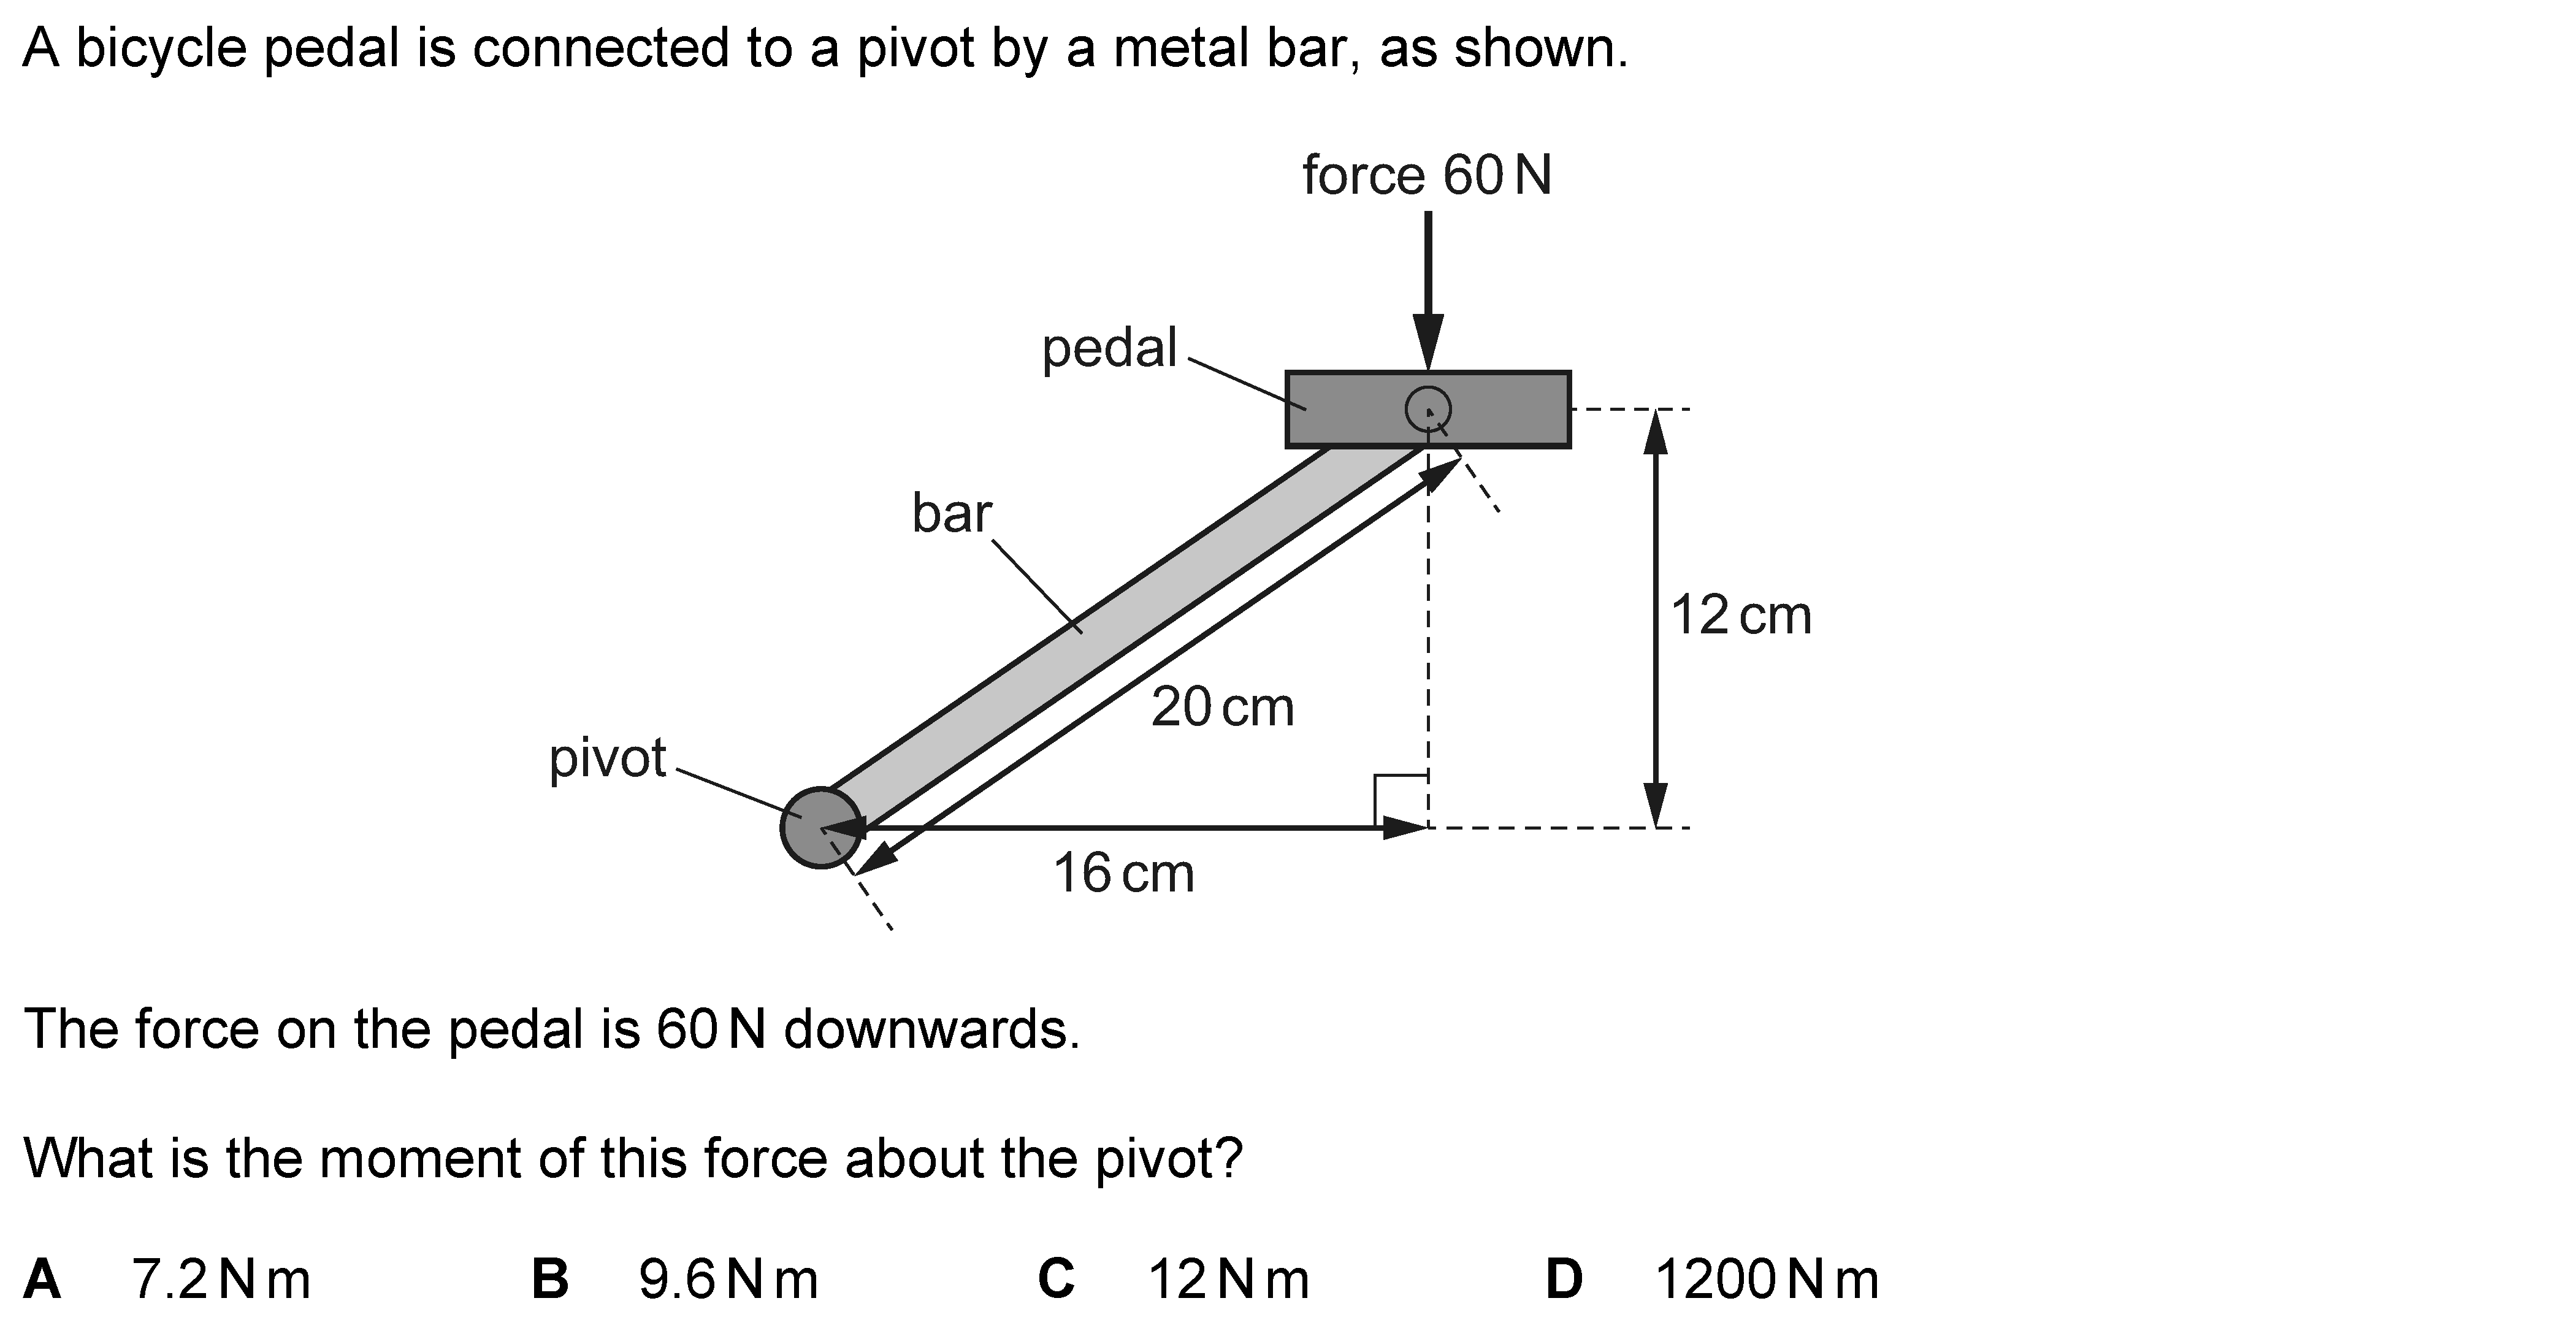 A bicycle pedal is connected to a pivot by a metal bar, as shown.
force 60 N
pedal
bar
12 cm
20 cm
pivot
16 cm
The force on the pedal is 60 N downwards.
What is the moment of this force about the pivot?
A 7.2 N m B 9.6 N m C 12 N m D 1200 N m